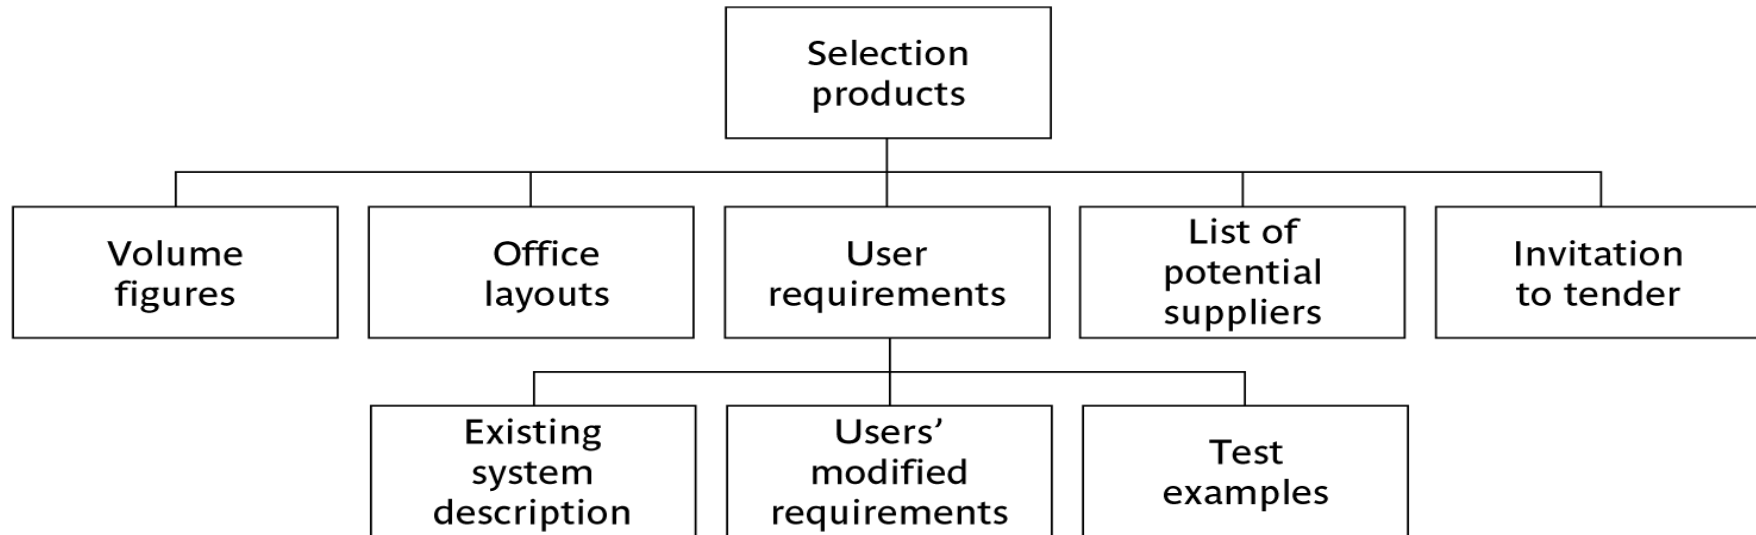 Selection
products
Volume
figures
Office
layouts
User
requirements
List of
potential
suppliers
Invitation
to tender
Existing
system
description
Users’
modified
requirements
Test
examples